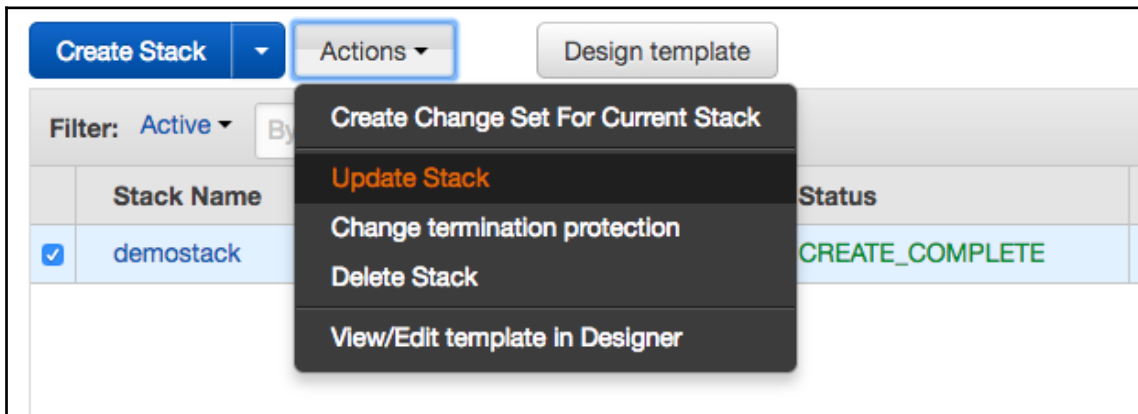 Create Stack Actions Design template
Filter: Active By
Create Change Set For Current Stack
Update Stack
Stack Name Status
Change termination protection
demostack CREATE_COMPLETE
Delete Stack
View/Edit template in Designer